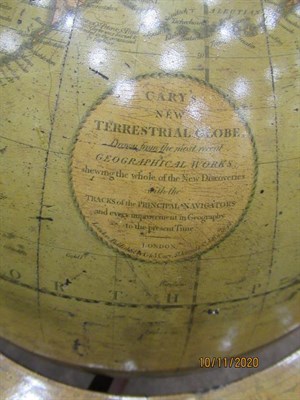 CARY'S
NEW
TERRESTRIAL GLOBE,
Drawn from the most recent
GEOGRAPHICAL WORKS,
shewing the whole of the New Discoveries
with the
TRACKS of the PRINCIPAL NAVIGATORS
and every improvement in Geography
to the present Time
LONDON
O R T H P
10/11/2020